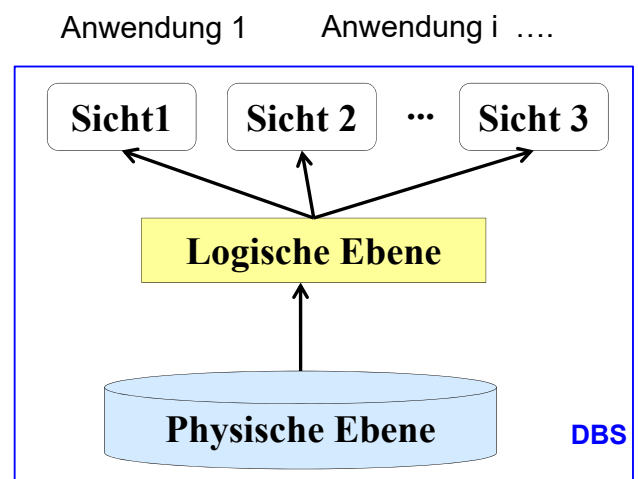 Anwendung 1 Anwendung i ….
Sicht1 Sicht 2 ... Sicht 3
Logische Ebene
Physische Ebene
DBS